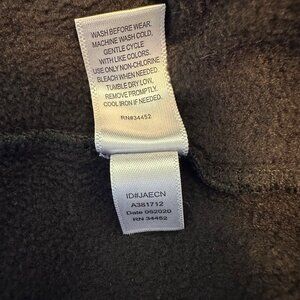 WASH BEFORE WEAR.
MACHINE WASH COLD,
GENTLE CYCLE
WITH LIKE COLORS.
USE ONLY NON-CHLORINE
BLEACH WHEN NEEDED.
TUMBLE DRY LOW.
REMOVE PROMPTLY.
COOL IRON IF NEEDED.
RN#34452
ID#JAECN
A381712
Date 062020
RN 34452